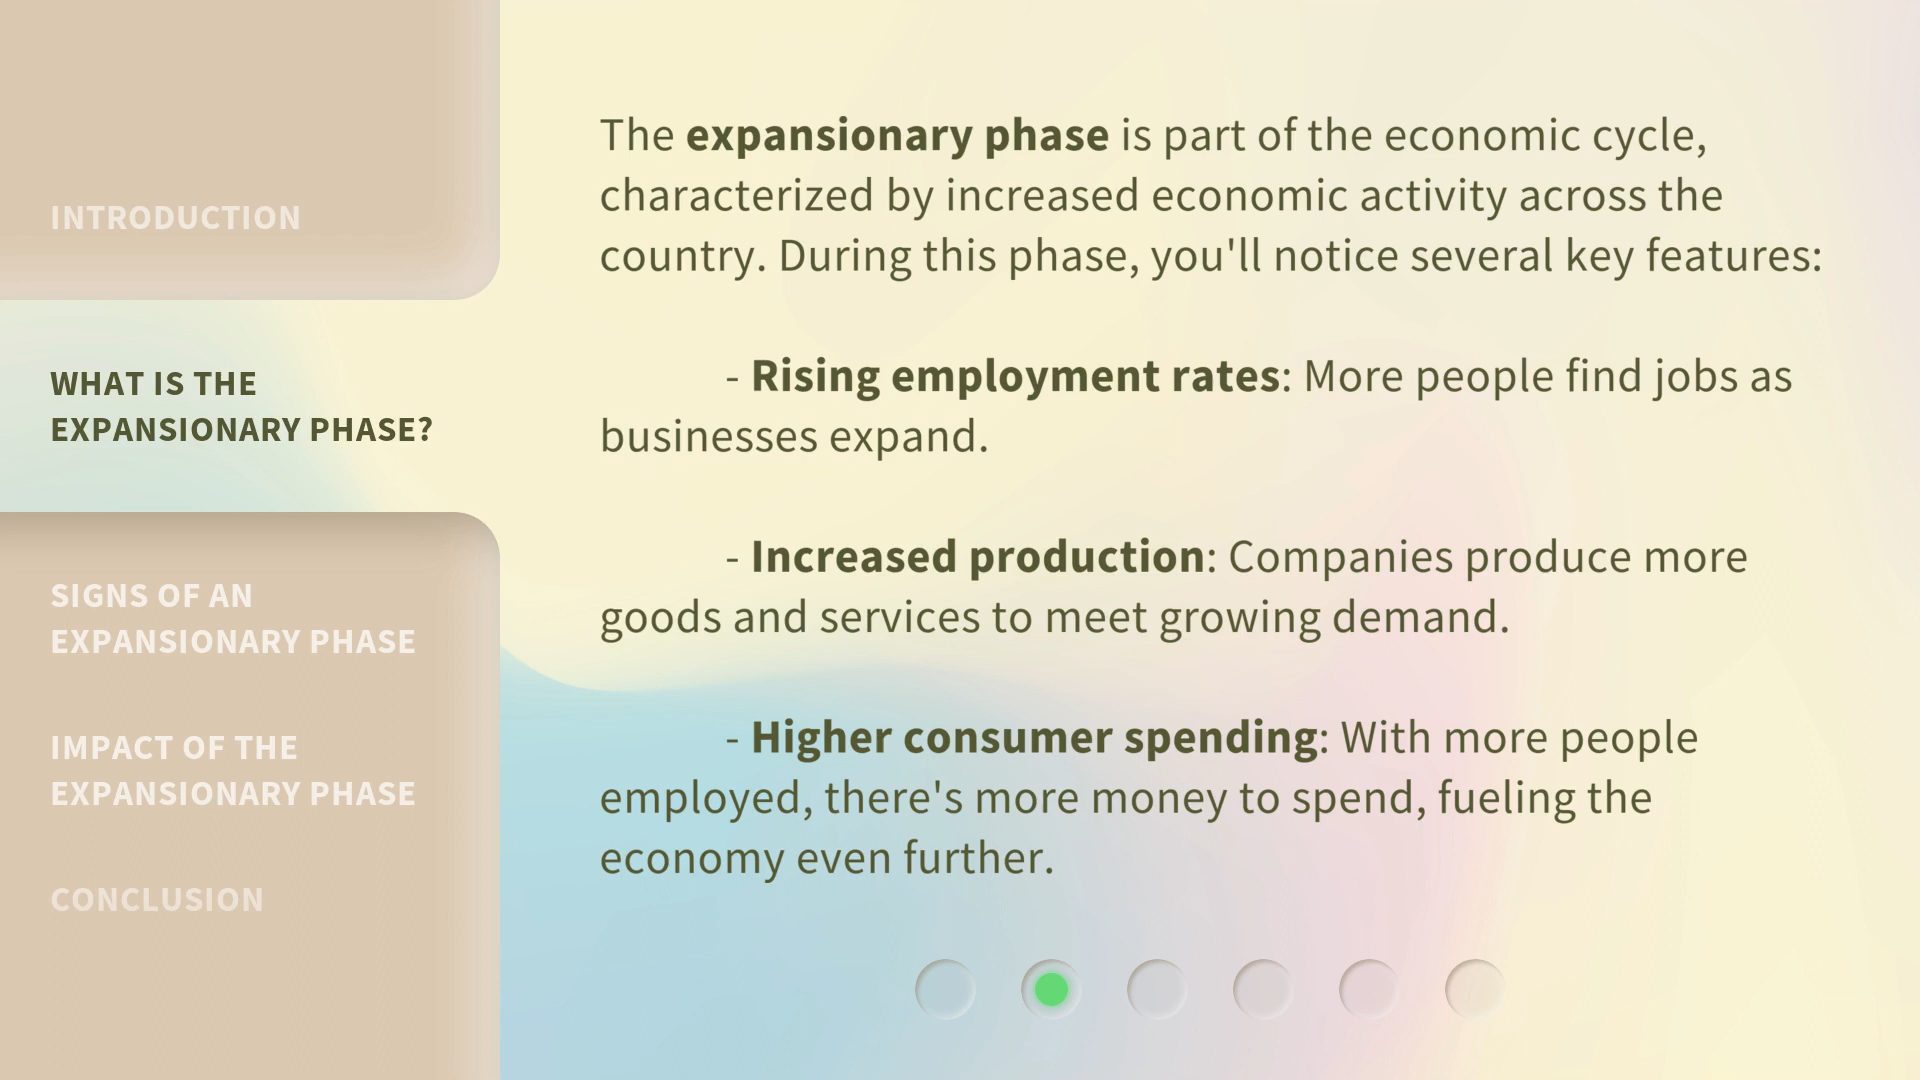 INTRODUCTION
WHAT IS THE
EXPANSIONARY PHASE?
SIGNS OF AN
EXPANSIONARY PHASE
IMPACT OF THE
EXPANSIONARY PHASE
CONCLUSION
The expansionary phase is part of the economic cycle,
characterized by increased economic activity across the
country. During this phase, you'll notice several key features:
- Rising employment rates: More people find jobs as
businesses expand.
- Increased production: Companies produce more
goods and services to meet growing demand.
- Higher consumer spending: With more people
employed, there's more money to spend, fueling the
economy even further.